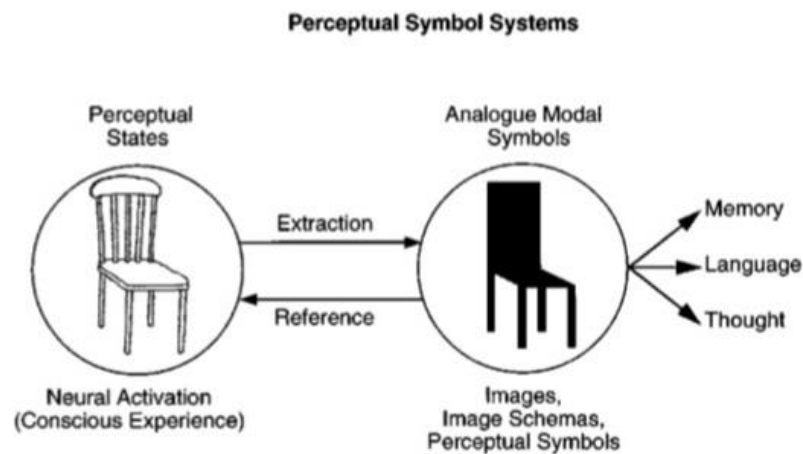 Perceptual Symbol Systems
Perceptual
States
Analogue Modal
Symbols
Extraction
Reference
Memory
Language
Thought
Neural Activation
(Conscious Experience)
Images,
Image Schemas,
Perceptual Symbols